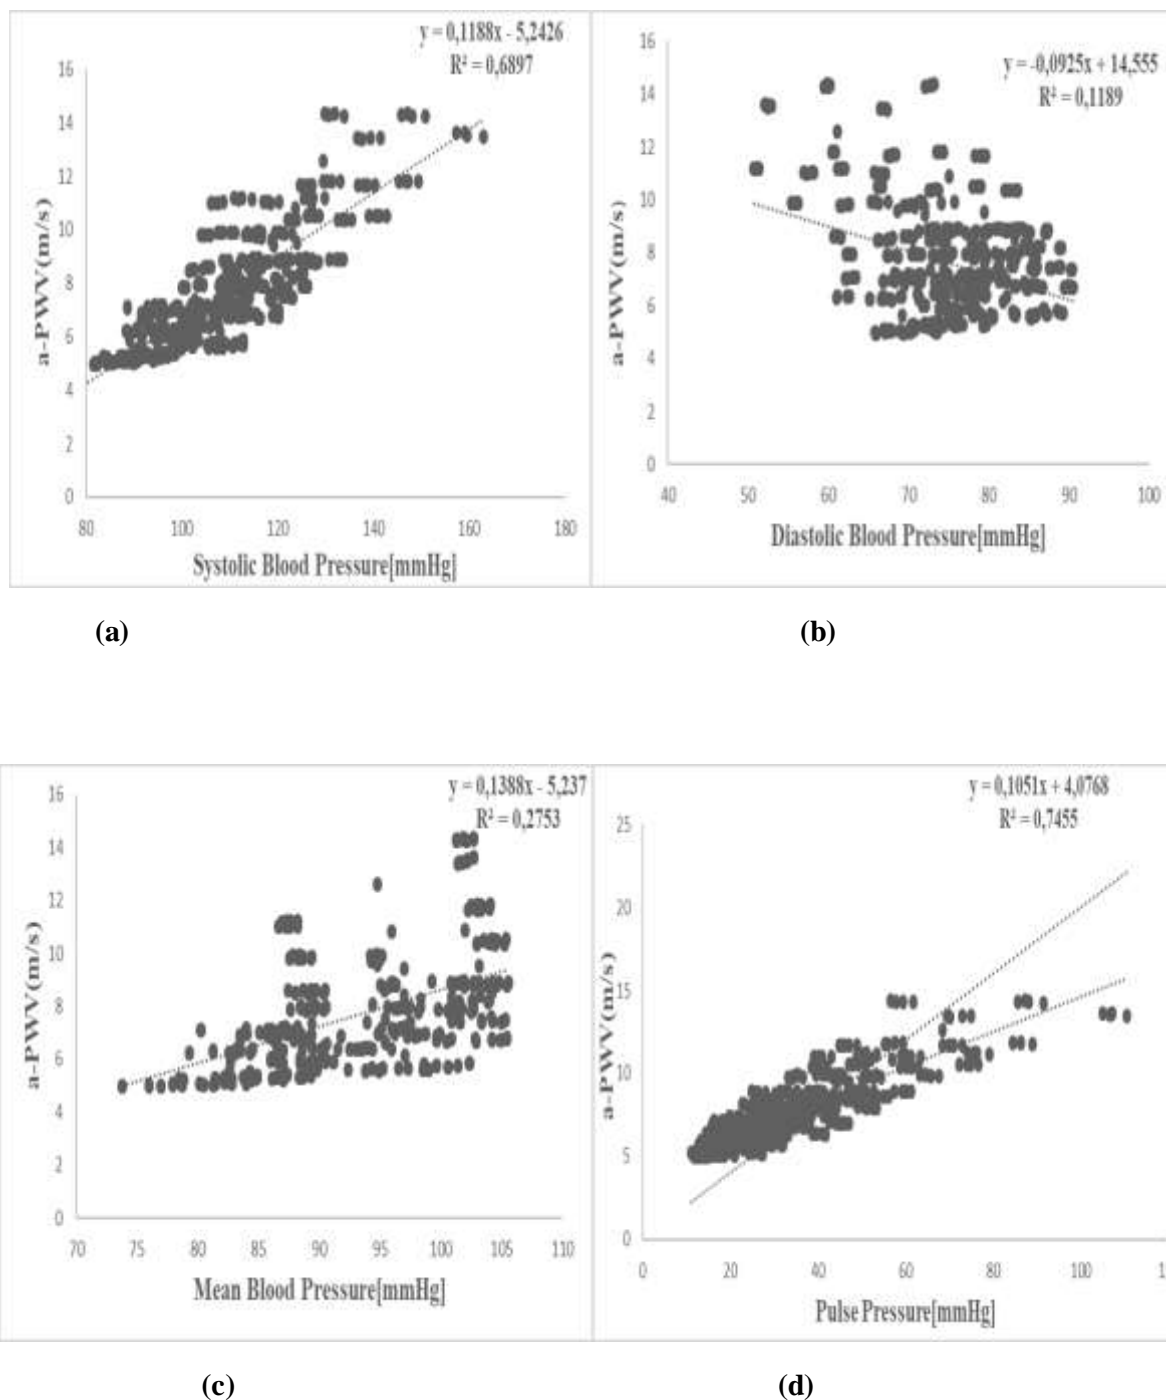 y = 0,1188x - 5,2426
R² = 0,6897
16
14
12
10
8
6
4
2
0
a-PWV(m/s)
80 100 120 140 160 180
Systolic Blood Pressure[mmHg]
(a)
y = -0,0925x + 14,555
R² = 0,1189
16
14
12
10
8
6
4
2
0
a-PWV(m/s)
40 50 60 70 80 90 100
Diastolic Blood Pressure[mmHg]
(b)
y = 0,1388x - 5,237
R² = 0,2753
16
14
12
10
8
6
4
2
0
a-PWV(m/s)
70 75 80 85 90 95 100 105 110
Mean Blood Pressure[mmHg]
(c)
y = 0,1051x + 4,0768
R² = 0,7455
25
20
15
10
5
0
a-PWV(m/s)
0 20 40 60 80 100
Pulse Pressure[mmHg]
(d)